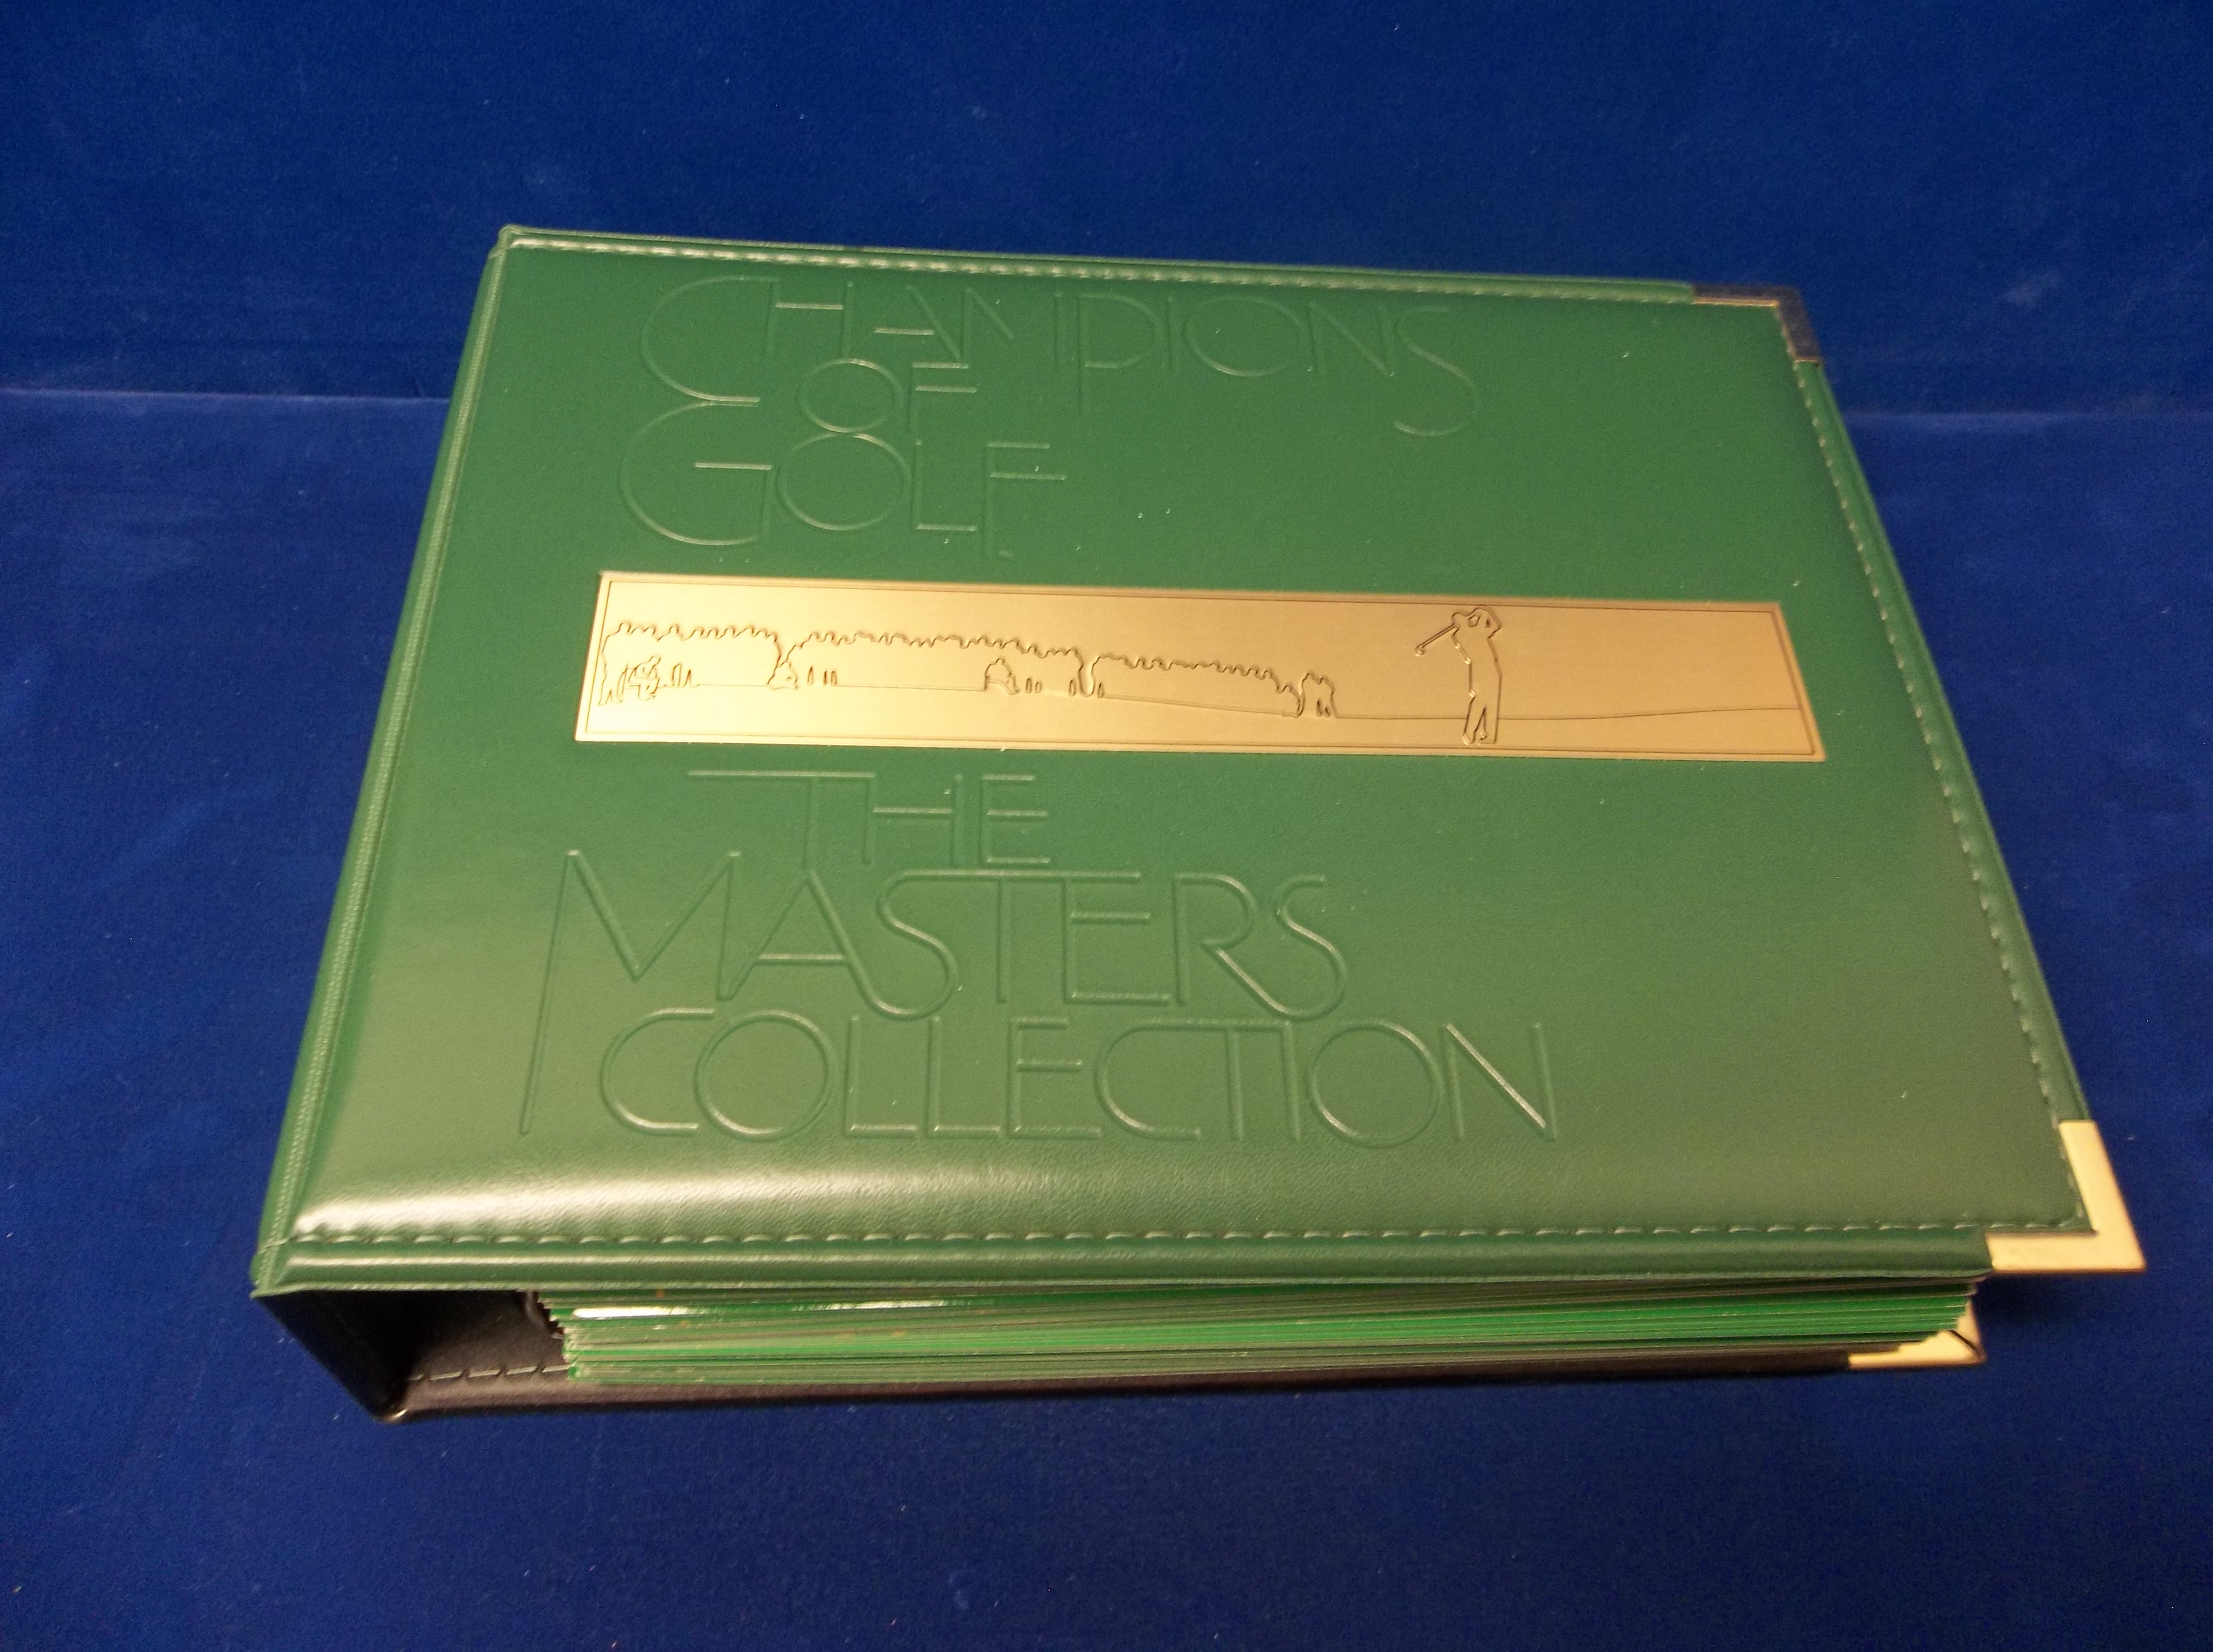 CHAMPIONS
OF
GOLF
THE
MASTERS
COLLECTION